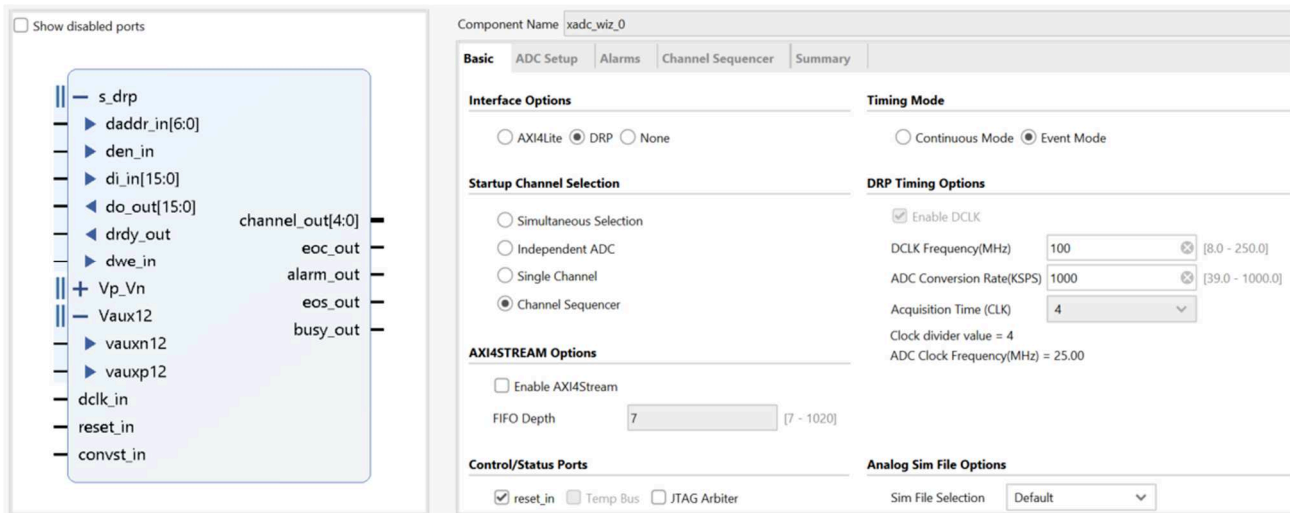 Show disabled ports
s_drp
daddr_in[6:0]
den_in
di_in[15:0]
do_out[15:0]
drdy_out
dwe_in
Vp_Vn
Vaux12
vauxn12
vauxp12
dclk_in
reset_in
convst_in
channel_out[4:0]
eoc_out
alarm_out
eos_out
busy_out
Component Name xadc_wiz_0
Basic ADC Setup Alarms Channel Sequencer Summary
Interface Options
AXI4Lite DRP None
Startup Channel Selection
Simultaneous Selection
Independent ADC
Single Channel
Channel Sequencer
AXI4STREAM Options
Enable AXI4Stream
FIFO Depth 7 [7 - 1020]
Control/Status Ports
reset_in Temp Bus JTAG Arbiter
Timing Mode
Continuous Mode Event Mode
DRP Timing Options
Enable DCLK
DCLK Frequency(MHz) 100 [8.0 - 250.0]
ADC Conversion Rate(KSPS) 1000 [39.0 - 1000.0]
Acquisition Time (CLK) 4
Clock divider value = 4
ADC Clock Frequency(MHz) = 25.00
Analog Sim File Options
Sim File Selection Default